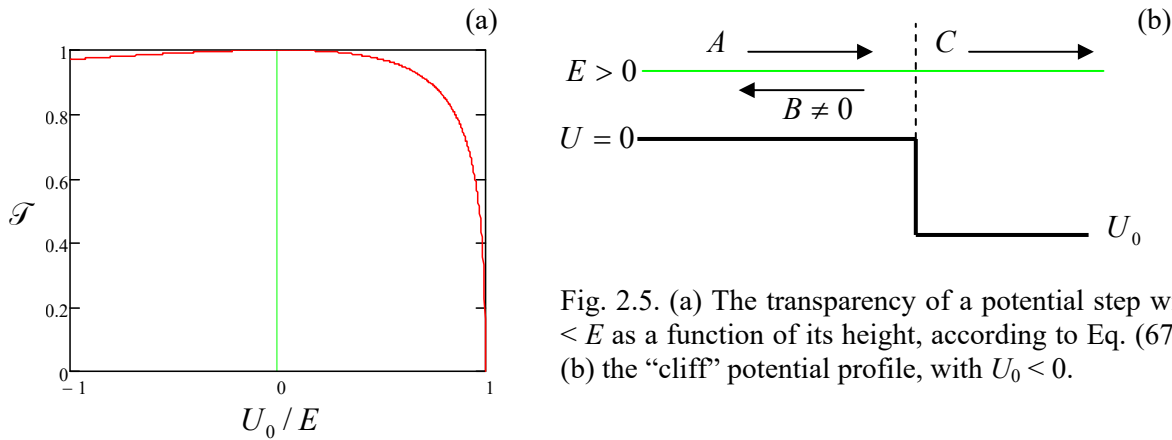 (a)
1
0.8
0.6
0.4
0.2
0
𝒯
− 1
0
1
U₀ / E
(b)
A
C
E > 0
B ≠ 0
U = 0
U₀
Fig. 2.5. (a) The transparency of a potential step w
< E as a function of its height, according to Eq. (67
(b) the “cliff” potential profile, with U₀ < 0.